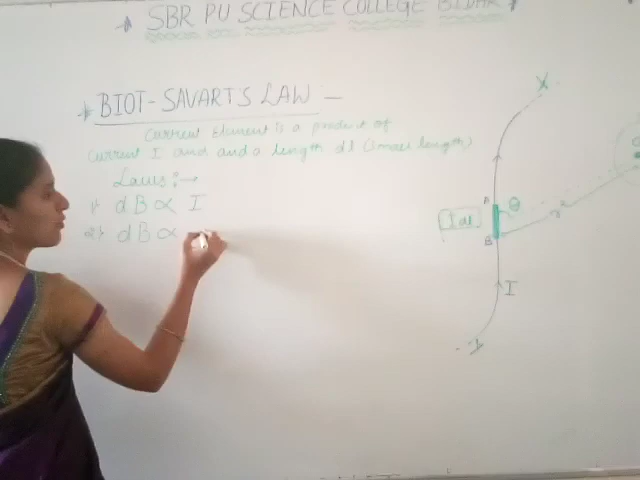 SBR PU SCIENCE COLLEGE BIDAR
BIOT-SAVART'S LAW -
Current Element is a product of
Current I and and a length dl (small length)
Laws :→
1) dB ∝ I
2) dB ∝
X
A
θ
I dl
B
r
I
Y